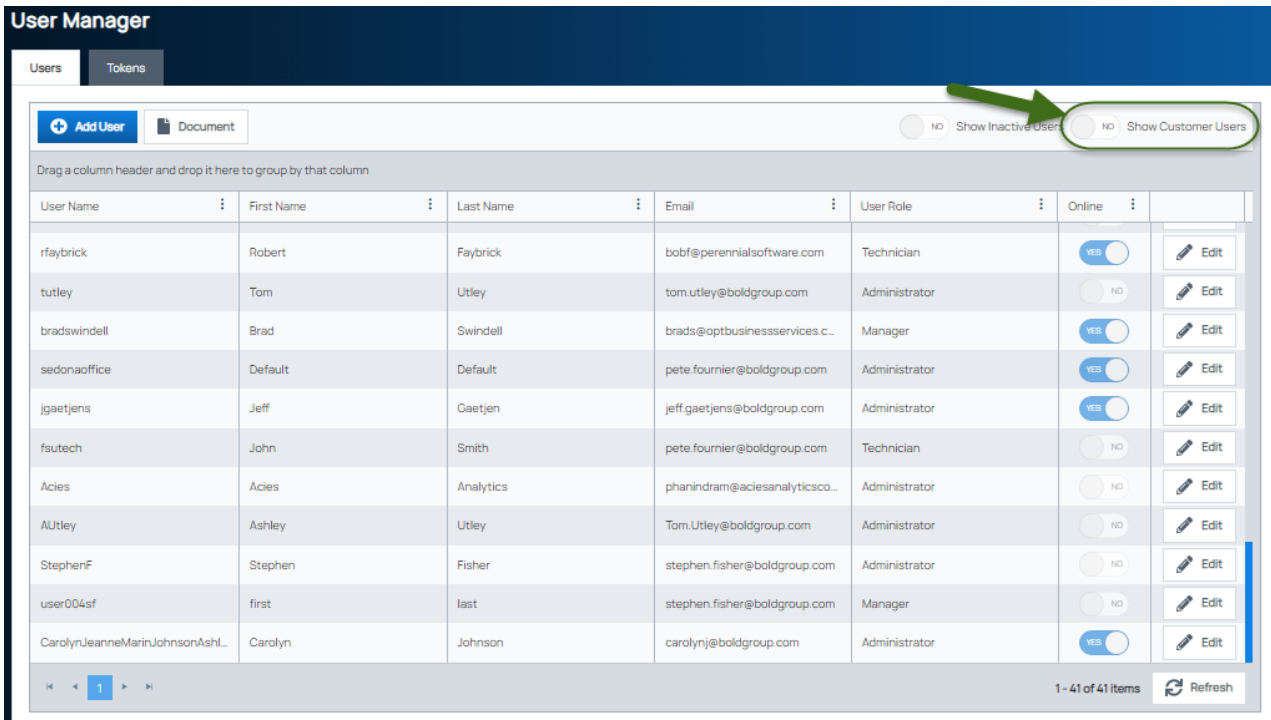 User Manager
Users Tokens
Add User Document NO Show Inactive Users NO Show Customer Users
Drag a column header and drop it here to group by that column
User Name First Name Last Name Email User Role Online
rfaybrick Robert Faybrick bobf@perennialsoftware.com Technician YES Edit
tutley Tom Utley tom.utley@boldgroup.com Administrator NO Edit
bradswindell Brad Swindell brads@optbusinessservices.c... Manager YES Edit
sedonaoffice Default Default pete.fournier@boldgroup.com Administrator YES Edit
jgaetjens Jeff Gaetjen jeff.gaetjens@boldgroup.com Administrator YES Edit
fsutech John Smith pete.fournier@boldgroup.com Technician NO Edit
Acies Acies Analytics phanindram@aciesanalyticsco... Administrator NO Edit
AUtley Ashley Utley Tom.Utley@boldgroup.com Administrator NO Edit
StephenF Stephen Fisher stephen.fisher@boldgroup.com Administrator NO Edit
user004sf first last stephen.fisher@boldgroup.com Manager NO Edit
CarolynJeanneMarinJohnsonAshl... Carolyn Johnson carolynj@boldgroup.com Administrator YES Edit
1 1 - 41 of 41 items Refresh